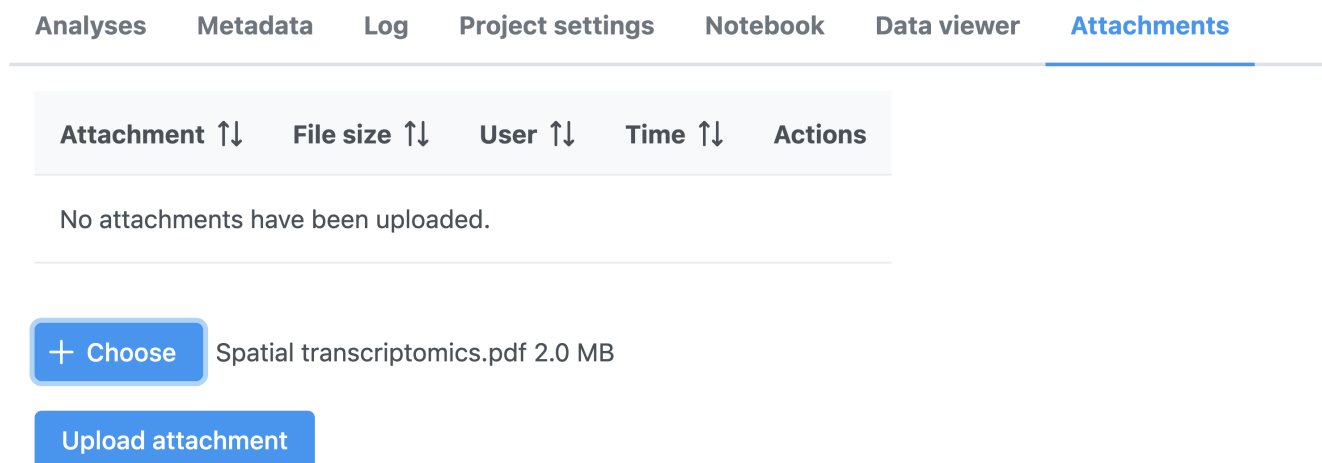 Analyses Metadata Log Project settings Notebook Data viewer Attachments
Attachment File size User Time Actions
No attachments have been uploaded.
+ Choose Spatial transcriptomics.pdf 2.0 MB
Upload attachment